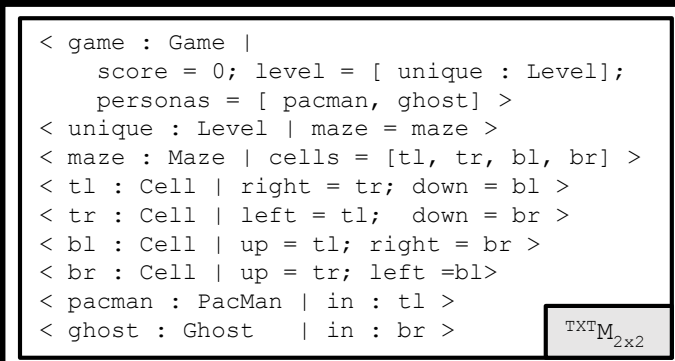 < game : Game |
score = 0; level = [ unique : Level];
personas = [ pacman, ghost] >
< unique : Level | maze = maze >
< maze : Maze | cells = [tl, tr, bl, br] >
< tl : Cell | right = tr; down = bl >
< tr : Cell | left = tl;  down = br >
< bl : Cell | up = tl; right = br >
< br : Cell | up = tr; left =bl>
< pacman : PacMan | in : tl >
< ghost : Ghost   | in : br >
TXTM2x2